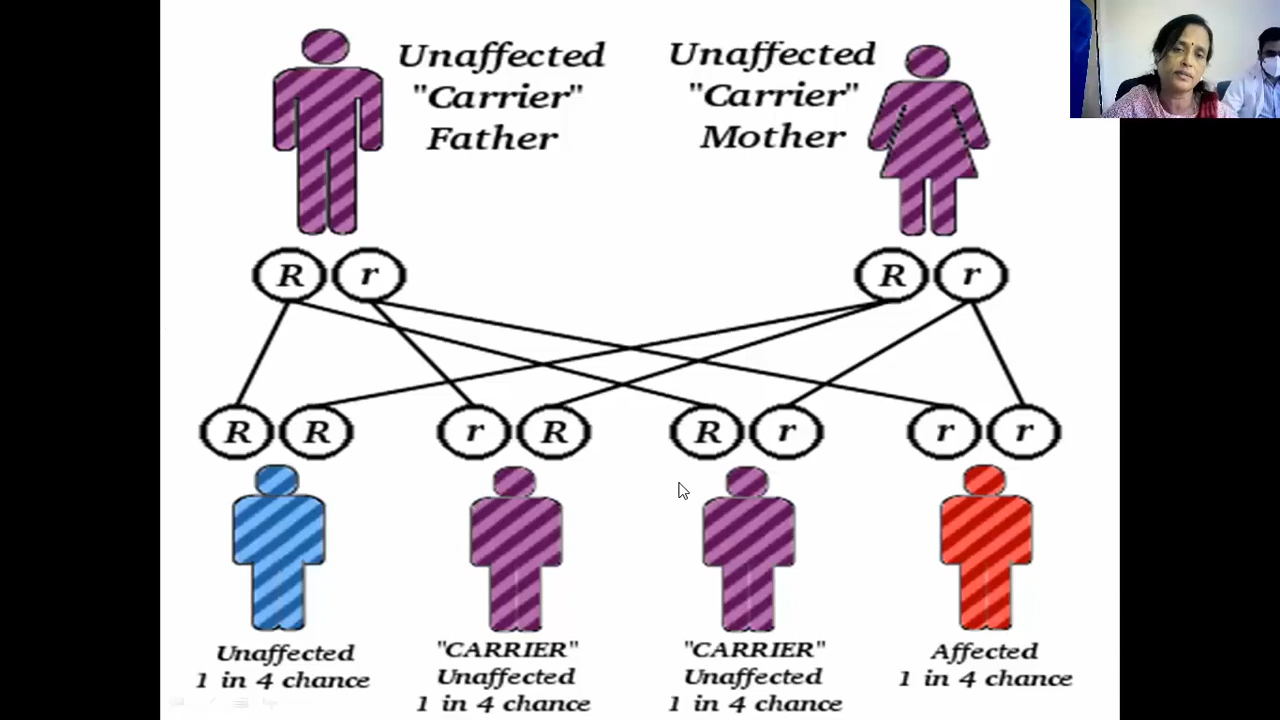 Unaffected
"Carrier"
Father
Unaffected
"Carrier"
Mother
R r
R r
R R
r R
R r
r r
Unaffected
1 in 4 chance
"CARRIER"
Unaffected
1 in 4 chance
"CARRIER"
Unaffected
1 in 4 chance
Affected
1 in 4 chance